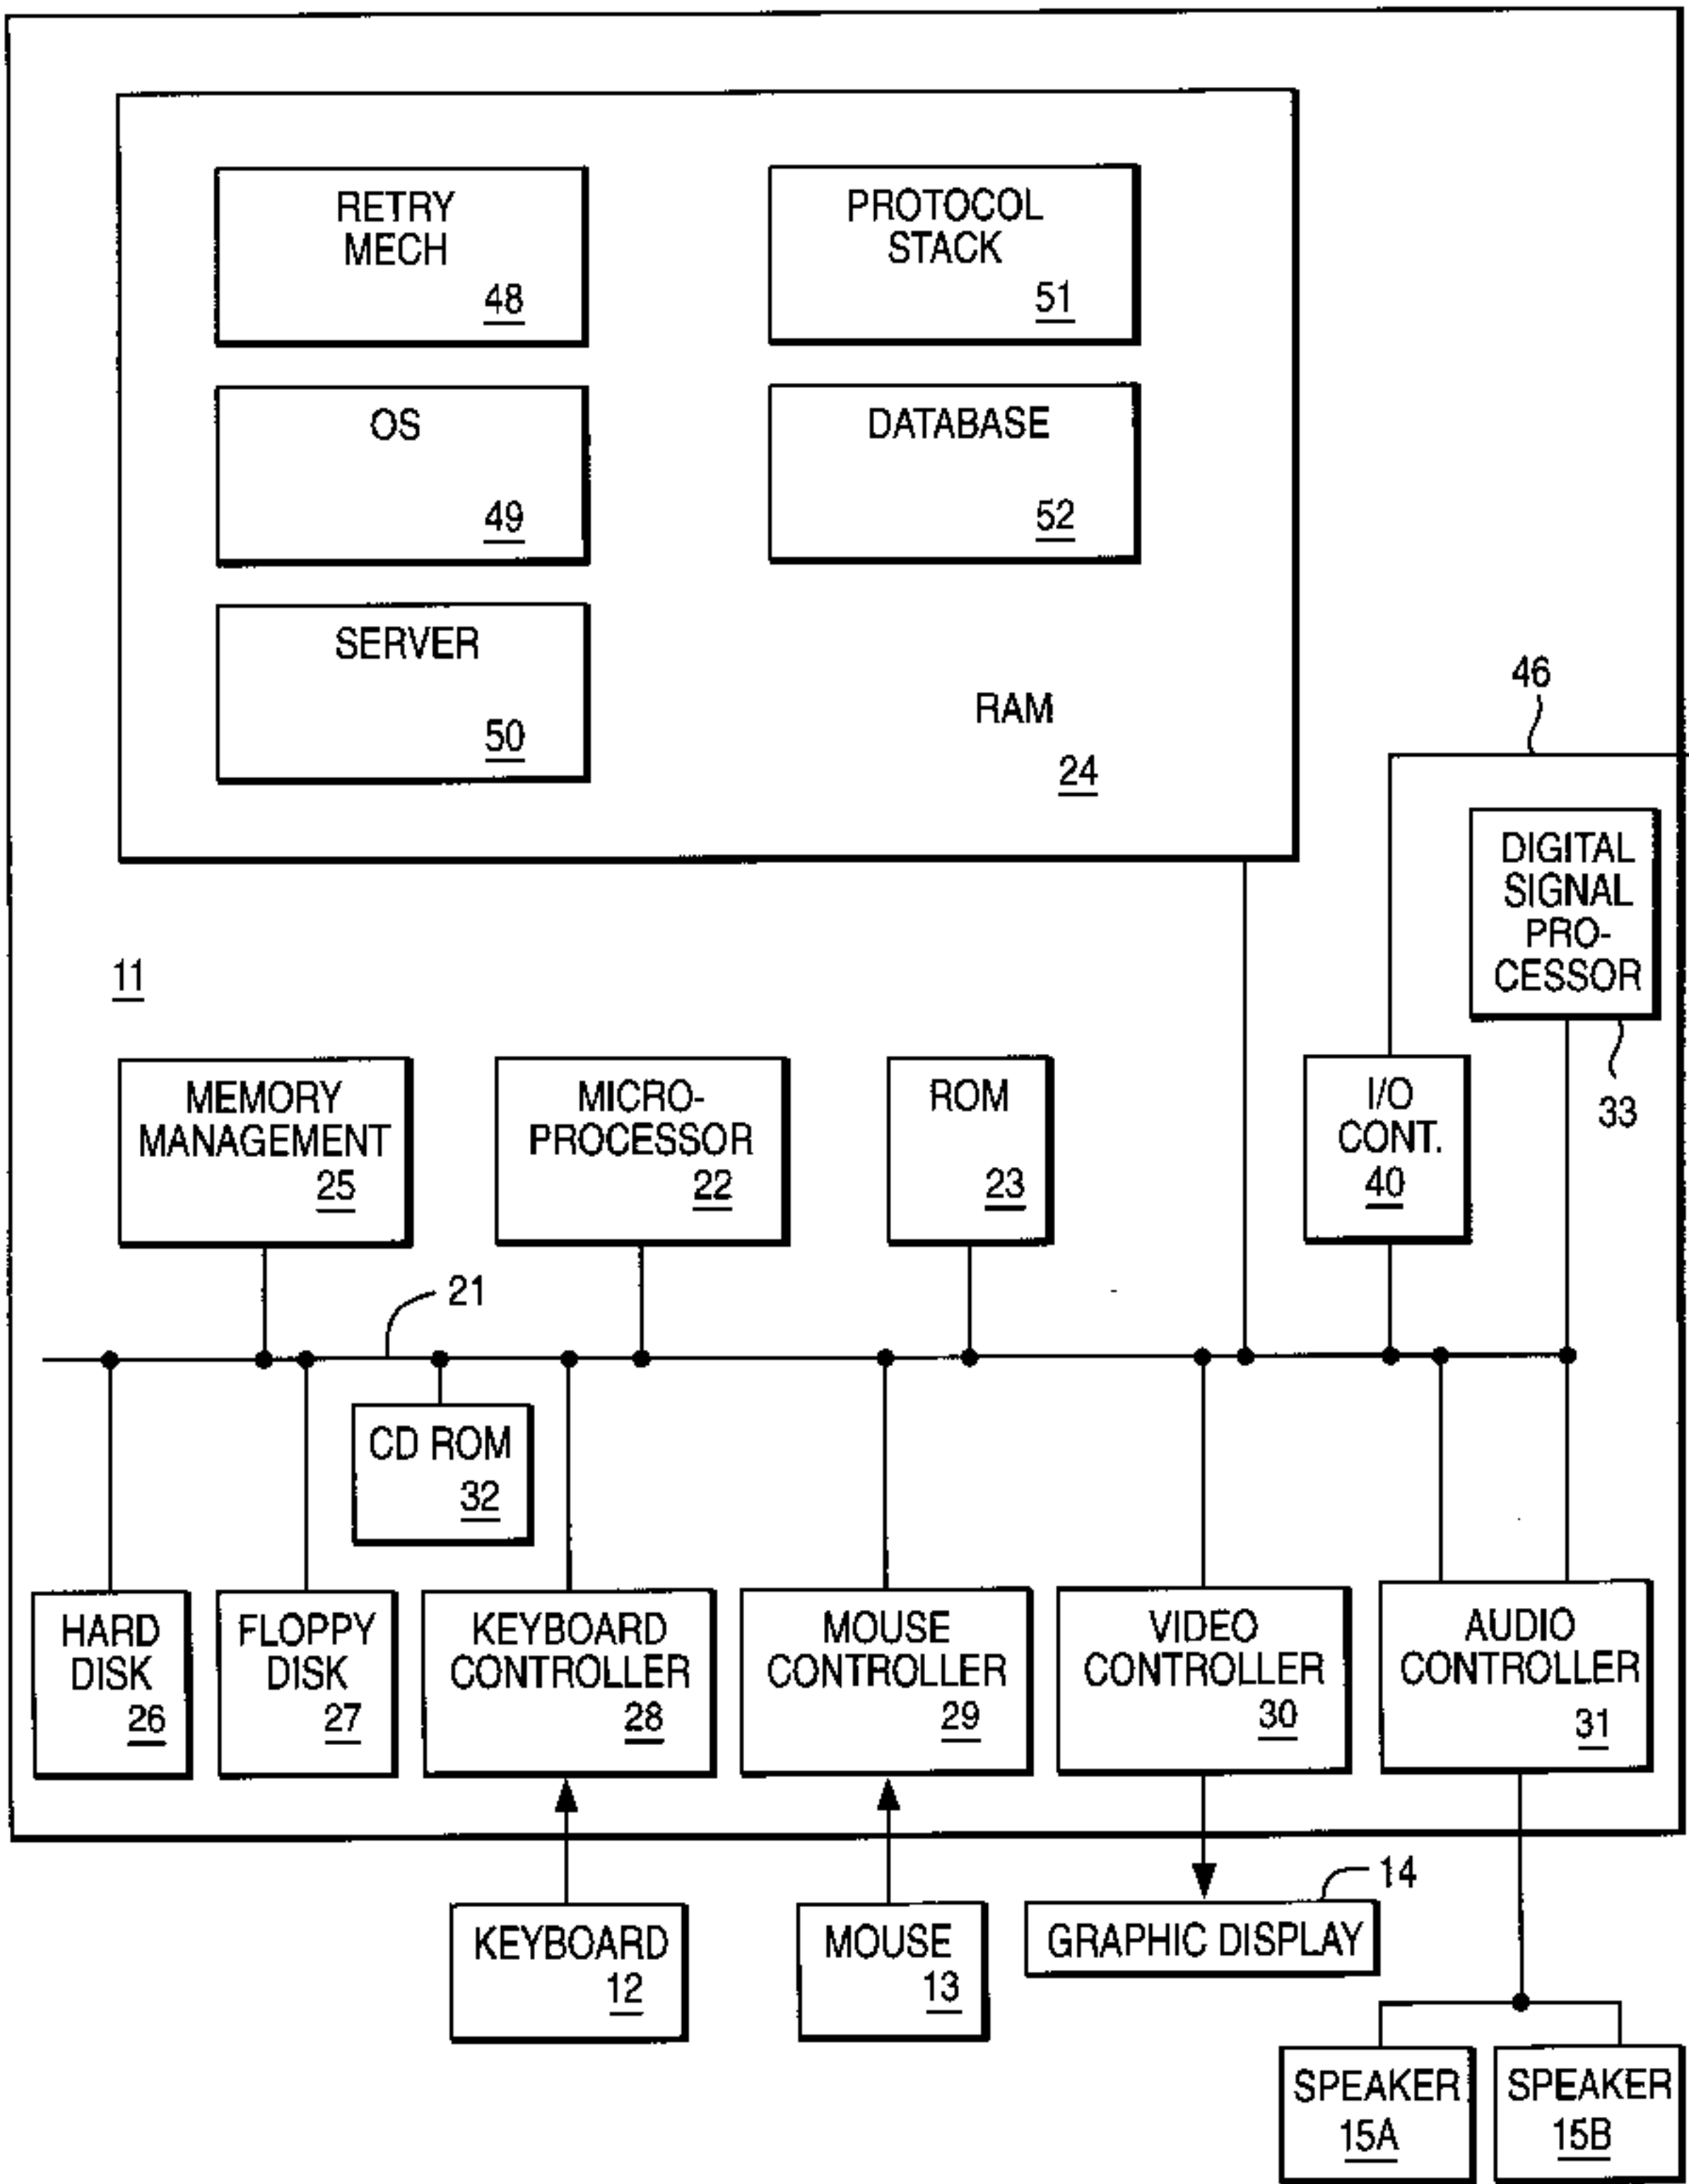 RETRY
MECH
48
PROTOCOL
STACK
51
OS
49
DATABASE
52
SERVER
50
RAM
24
46
DIGITAL
SIGNAL
PRO-
CESSOR
33
11
MEMORY
MANAGEMENT
25
MICRO-
PROCESSOR
22
ROM
23
I/O
CONT.
40
21
CD ROM
32
HARD
DISK
26
FLOPPY
DISK
27
KEYBOARD
CONTROLLER
28
MOUSE
CONTROLLER
29
VIDEO
CONTROLLER
30
AUDIO
CONTROLLER
31
KEYBOARD
12
MOUSE
13
14
GRAPHIC DISPLAY
SPEAKER
15A
SPEAKER
15B